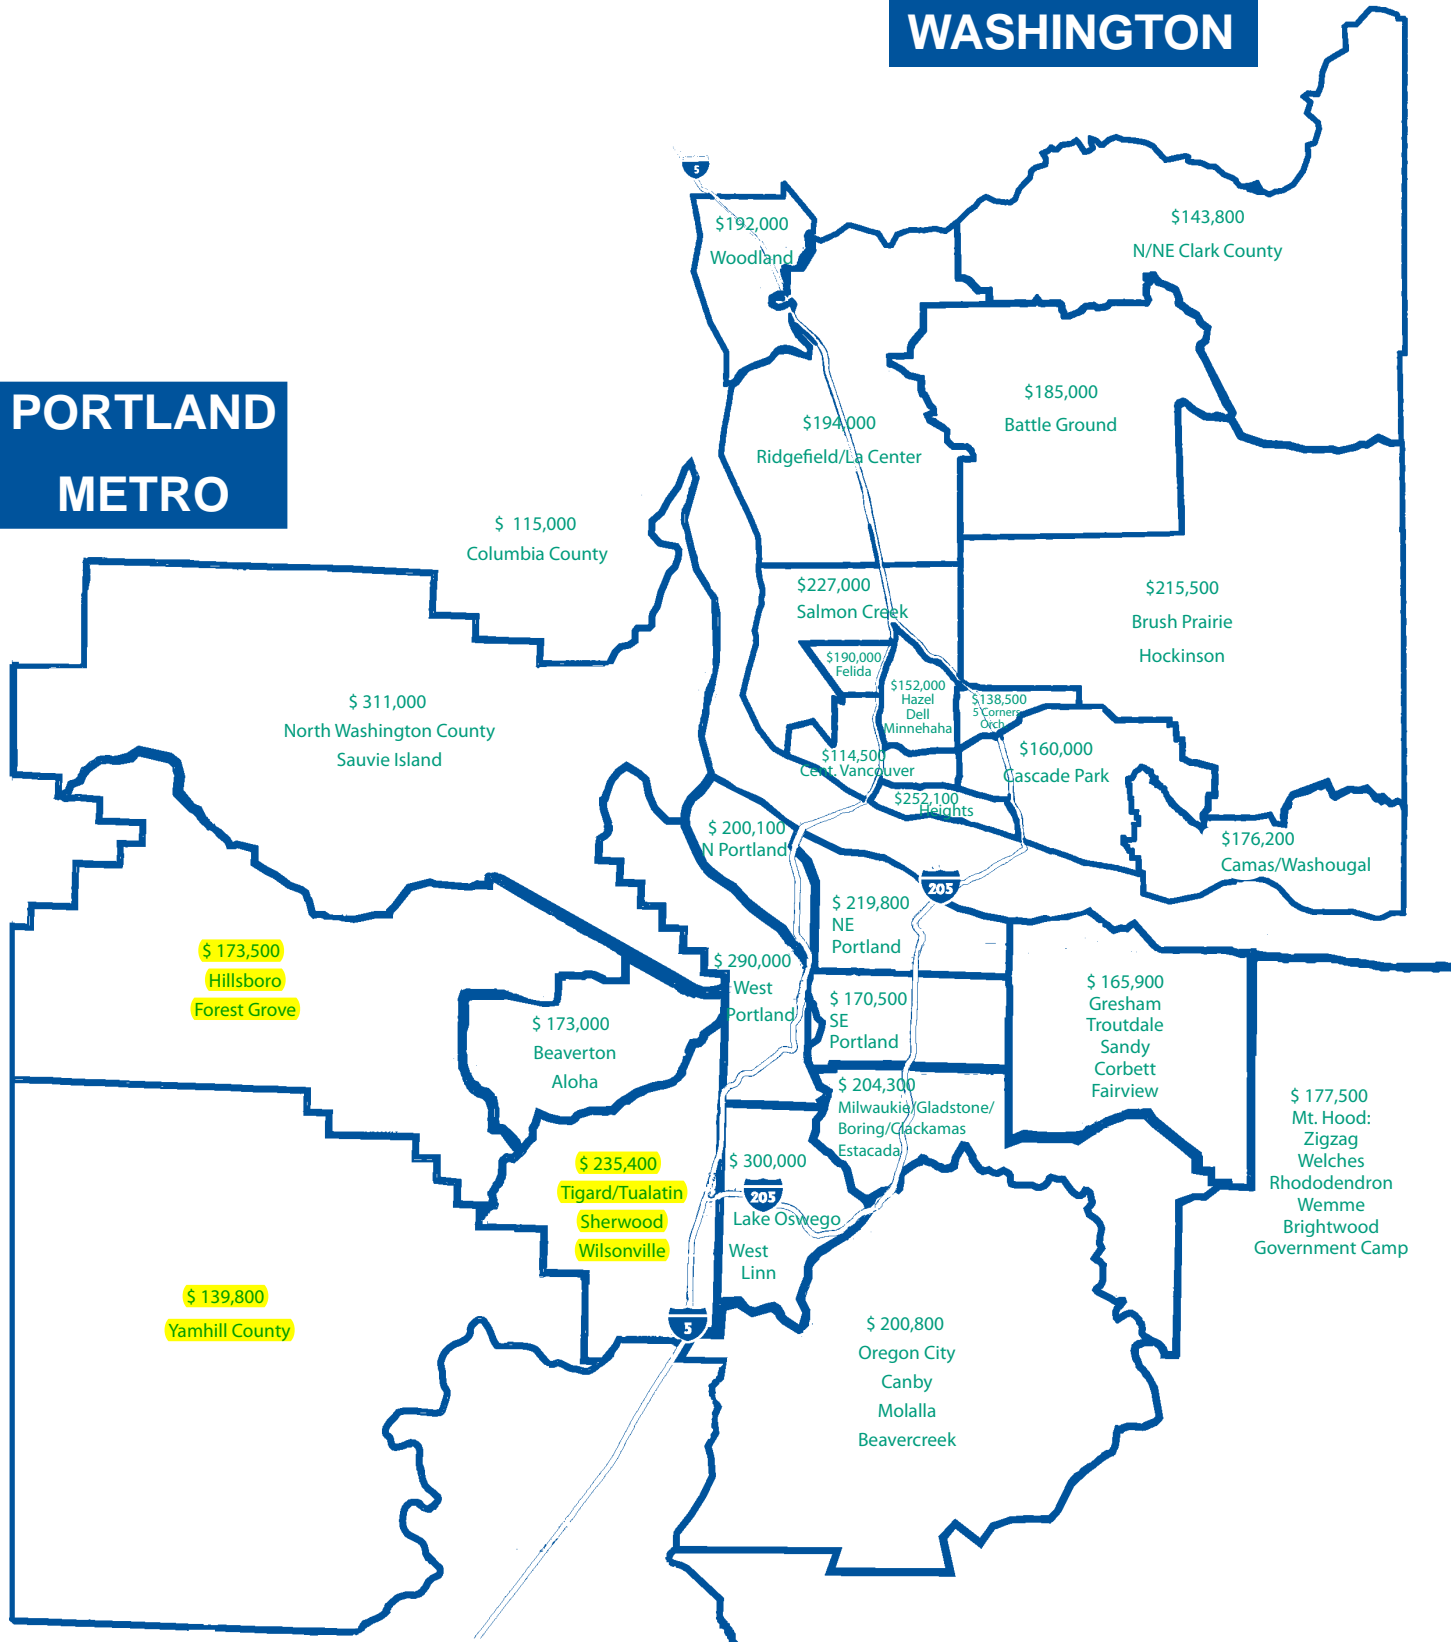 WASHINGTON
5
$192,000
Woodland
$143,800
N/NE Clark County
PORTLAND
METRO
$185,000
Battle Ground
$194,000
Ridgefield/La Center
$ 115,000
Columbia County
$227,000
Salmon Creek
$215,500
Brush Prairie
Hockinson
$190,000
Felida
$152,000
Hazel
Dell
Minnehaha
$138,500
5 Corners
Orch.
$ 311,000
North Washington County
Sauvie Island
$114,500
Cent. Vancouver
$160,000
Cascade Park
$252,100
Heights
$ 200,100
N Portland
$176,200
Camas/Washougal
205
$ 219,800
NE
Portland
$ 173,500
Hillsboro
Forest Grove
$ 290,000
West
Portland
$ 170,500
SE
Portland
$ 165,900
Gresham
Troutdale
Sandy
Corbett
Fairview
$ 173,000
Beaverton
Aloha
$ 204,300
Milwaukie/Gladstone/
Boring/Clackamas
Estacada
$ 177,500
Mt. Hood:
Zigzag
Welches
Rhododendron
Wemme
Brightwood
Government Camp
$ 235,400
Tigard/Tualatin
Sherwood
Wilsonville
$ 300,000
205
Lake Oswego
West
Linn
$ 139,800
Yamhill County
5
$ 200,800
Oregon City
Canby
Molalla
Beavercreek